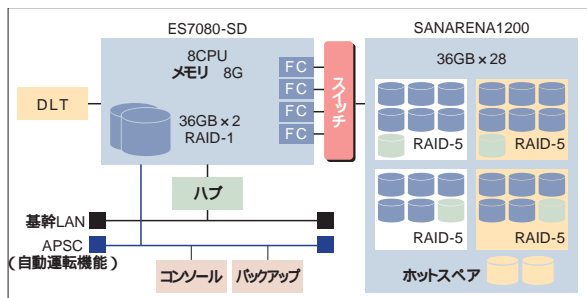 ES7080-SD
8CPU
メモリ 8G
FC
FC
FC
FC
スイッチ
DLT
36GB×2
RAID-1
ハブ
基幹LAN
APSC
(自動運転機能)
コンソール
バックアップ
SANARENA1200
36GB×28
RAID-5
RAID-5
RAID-5
RAID-5
ホットスペア